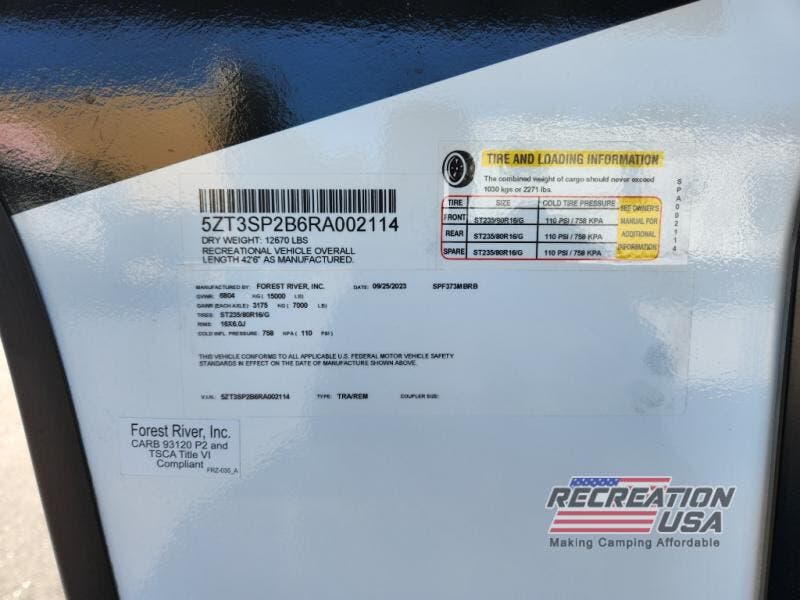 TIRE AND LOADING INFORMATION
The combined weight of cargo should never exceed
1030 kgs or 2271 lbs.
TIRE SIZE COLD TIRE PRESSURE SEE OWNER'S
FRONT ST235/80R16/G 110 PSI / 758 KPA MANUAL FOR
REAR ST235/80R16/G 110 PSI / 758 KPA ADDITIONAL
SPARE ST235/80R16/G 110 PSI / 758 KPA INFORMATION
SPA002114
5ZT3SP2B6RA002114
DRY WEIGHT: 12670 LBS
RECREATIONAL VEHICLE OVERALL
LENGTH 42'6" AS MANUFACTURED.
MANUFACTURED BY: FOREST RIVER, INC. DATE: 09/25/2023 SPF373MBRB
GVWR: 6804 KG ( 15000 LB)
GAWR (EACH AXLE): 3175 KG ( 7000 LB)
TIRES: ST235/80R16/G
RIMS: 16X6.0J
COLD INFL. PRESSURE: 758 KPA ( 110 PSI)
THIS VEHICLE CONFORMS TO ALL APPLICABLE U.S. FEDERAL MOTOR VEHICLE SAFETY
STANDARDS IN EFFECT ON THE DATE OF MANUFACTURE SHOWN ABOVE.
V.I.N.: 5ZT3SP2B6RA002114 TYPE: TRA/REM COUPLER SIZE:
Forest River, Inc.
CARB 93120 P2 and
TSCA Title VI
Compliant
FRZ-035_A
RECREATION
USA
Making Camping Affordable